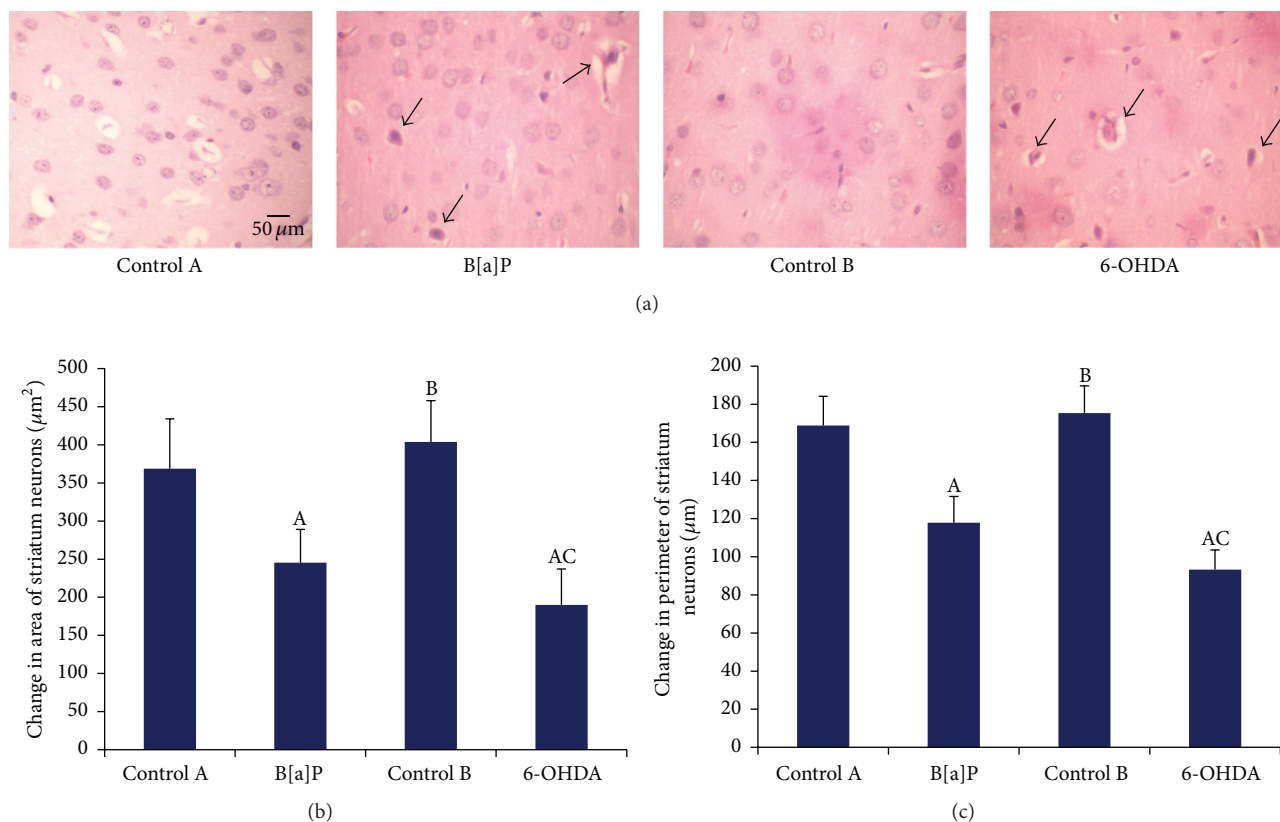 50 μm
Control A
B[a]P
Control B
6-OHDA
(a)
Change in area of striatum neurons (μm²)
500
450
400
350
300
250
200
150
100
50
0
A
B
AC
Control A
B[a]P
Control B
6-OHDA
(b)
Change in perimeter of striatum
neurons (μm)
200
180
160
140
120
100
80
60
40
20
0
A
B
AC
Control A
B[a]P
Control B
6-OHDA
(c)